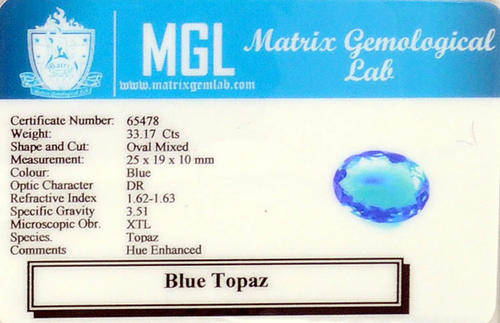 MGL
Matrix Gemological
Lab
www.matrixgemlab.com
Certificate Number: 65478
Weight: 33.17 Cts
Shape and Cut: Oval Mixed
Measurement: 25 x 19 x 10 mm
Colour: Blue
Optic Character DR
Refractive Index 1.62-1.63
Specific Gravity 3.51
Microscopic Obr. XTL
Species. Topaz
Comments Hue Enhanced
Blue Topaz